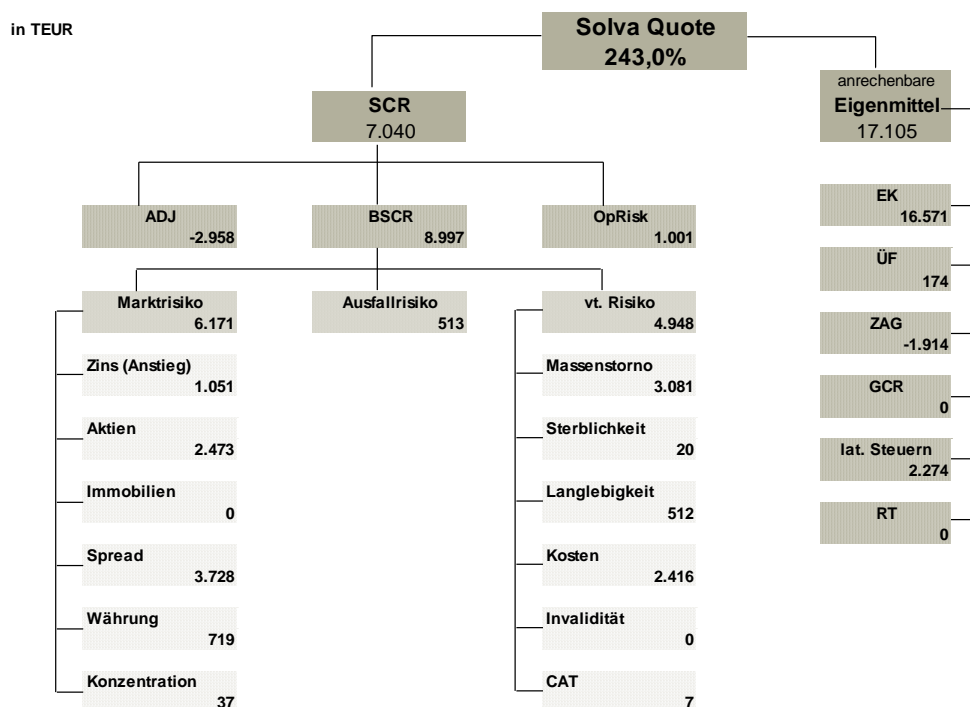 in TEUR
Solva Quote
243,0%
SCR
7.040
anrechenbare
Eigenmittel
17.105
ADJ
-2.958
BSCR
8.997
OpRisk
1.001
EK
16.571
ÜF
174
ZAG
-1.914
GCR
0
lat. Steuern
2.274
RT
0
Marktrisiko
6.171
Ausfallrisiko
513
vt. Risiko
4.948
Zins (Anstieg)
1.051
Aktien
2.473
Immobilien
0
Spread
3.728
Währung
719
Konzentration
37
Massenstorno
3.081
Sterblichkeit
20
Langlebigkeit
512
Kosten
2.416
Invalidität
0
CAT
7